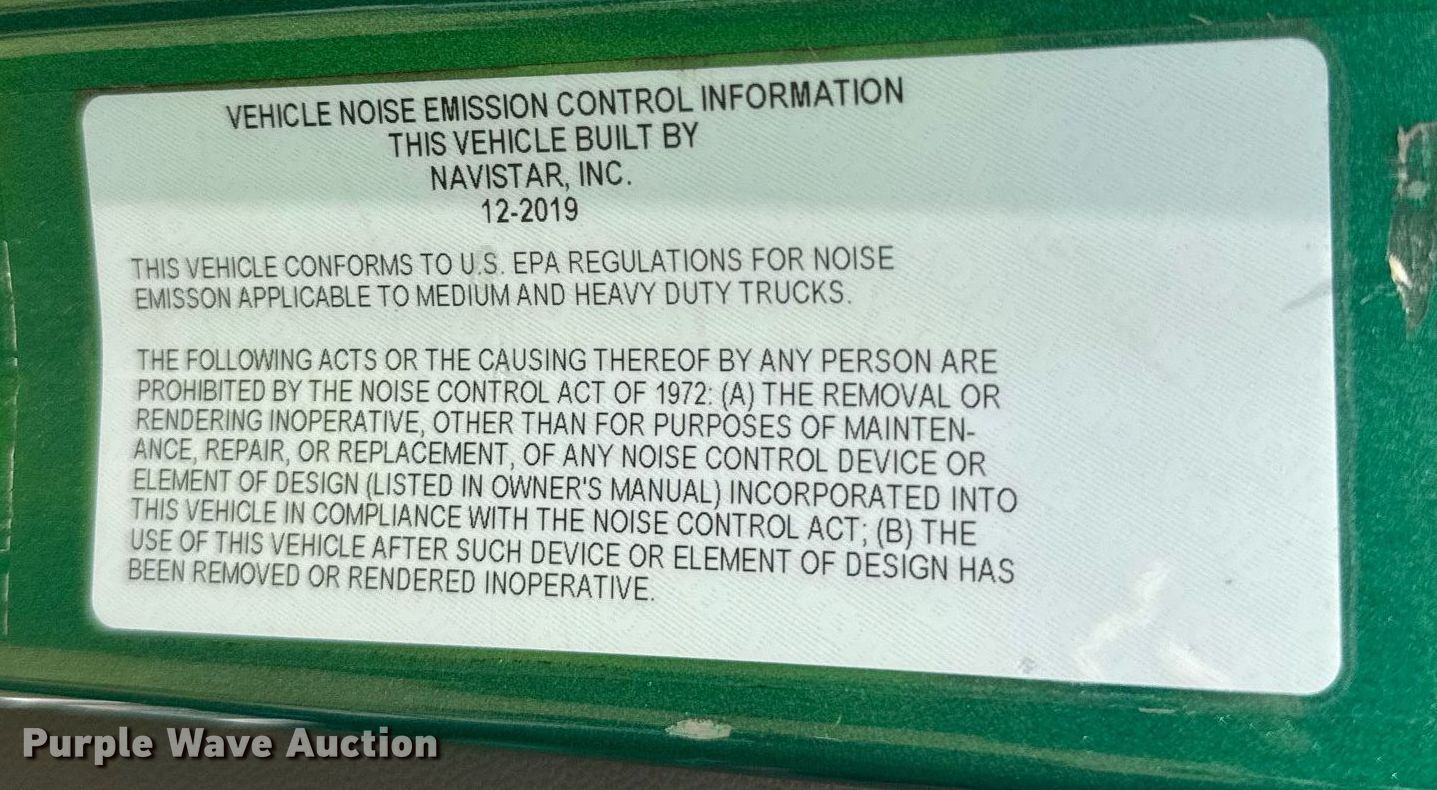 VEHICLE NOISE EMISSION CONTROL INFORMATION
THIS VEHICLE BUILT BY
NAVISTAR, INC.
12-2019
THIS VEHICLE CONFORMS TO U.S. EPA REGULATIONS FOR NOISE
EMISSON APPLICABLE TO MEDIUM AND HEAVY DUTY TRUCKS.
THE FOLLOWING ACTS OR THE CAUSING THEREOF BY ANY PERSON ARE
PROHIBITED BY THE NOISE CONTROL ACT OF 1972: (A) THE REMOVAL OR
RENDERING INOPERATIVE, OTHER THAN FOR PURPOSES OF MAINTEN-
ANCE, REPAIR, OR REPLACEMENT, OF ANY NOISE CONTROL DEVICE OR
ELEMENT OF DESIGN (LISTED IN OWNER'S MANUAL) INCORPORATED INTO
THIS VEHICLE IN COMPLIANCE WITH THE NOISE CONTROL ACT; (B) THE
USE OF THIS VEHICLE AFTER SUCH DEVICE OR ELEMENT OF DESIGN HAS
BEEN REMOVED OR RENDERED INOPERATIVE.
Purple Wave Auction